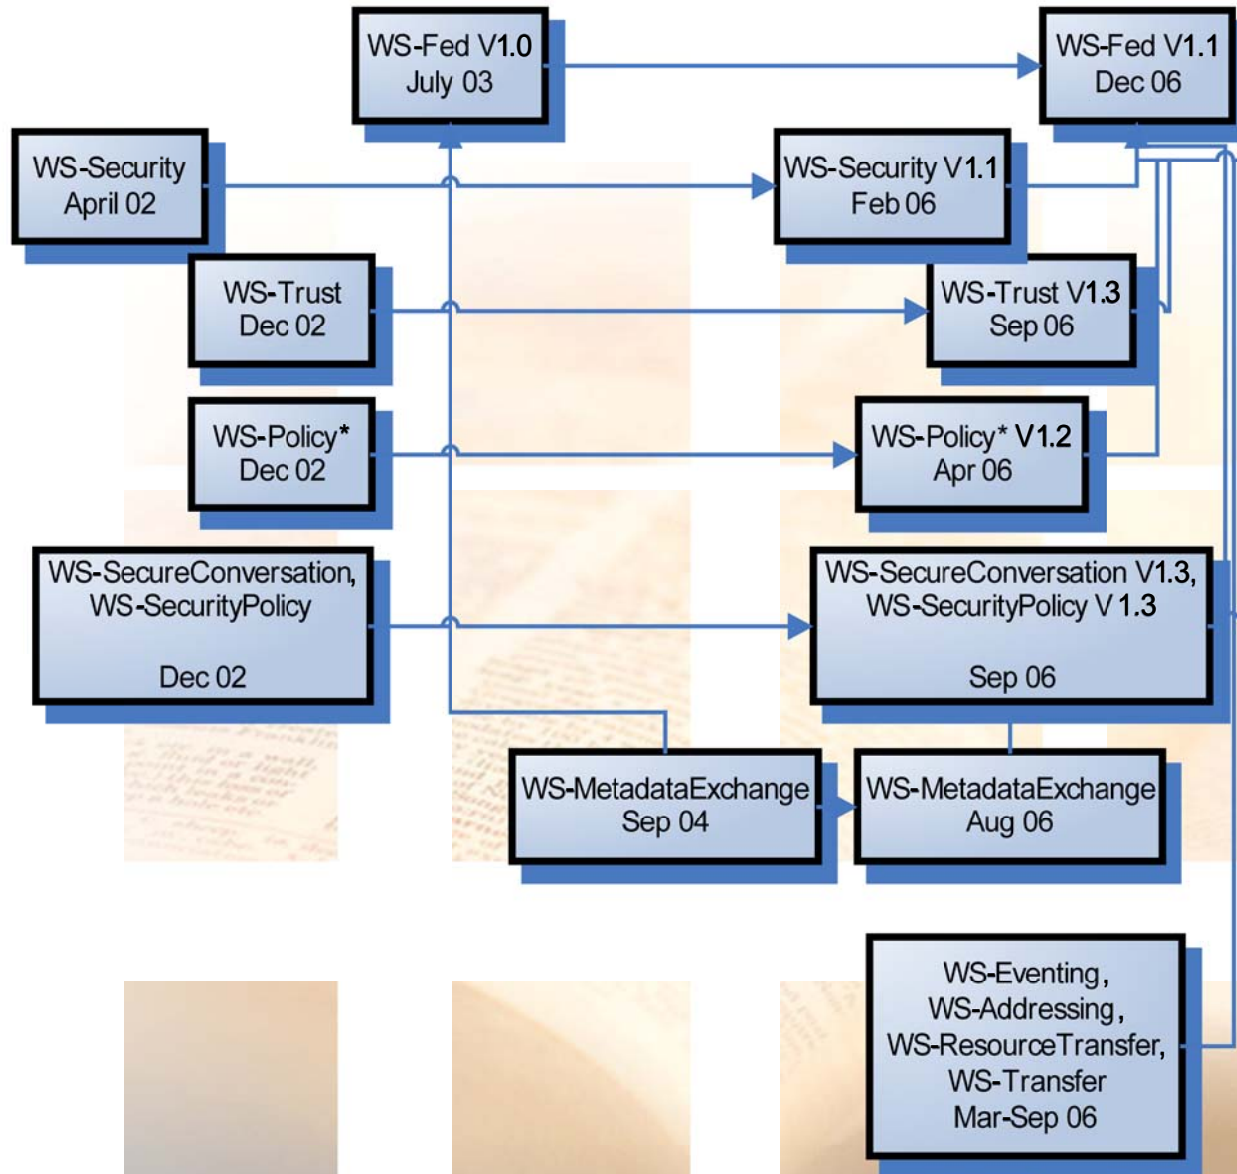 WS-Fed V1.0
July 03
WS-Fed V1.1
Dec 06
WS-Security
April 02
WS-Security V1.1
Feb 06
WS-Trust
Dec 02
WS-Trust V1.3
Sep 06
WS-Policy*
Dec 02
WS-Policy* V1.2
Apr 06
WS-SecureConversation,
WS-SecurityPolicy
Dec 02
WS-SecureConversation V1.3,
WS-SecurityPolicy V 1.3
Sep 06
WS-MetadataExchange
Sep 04
WS-MetadataExchange
Aug 06
WS-Eventing,
WS-Addressing,
WS-ResourceTransfer,
WS-Transfer
Mar-Sep 06